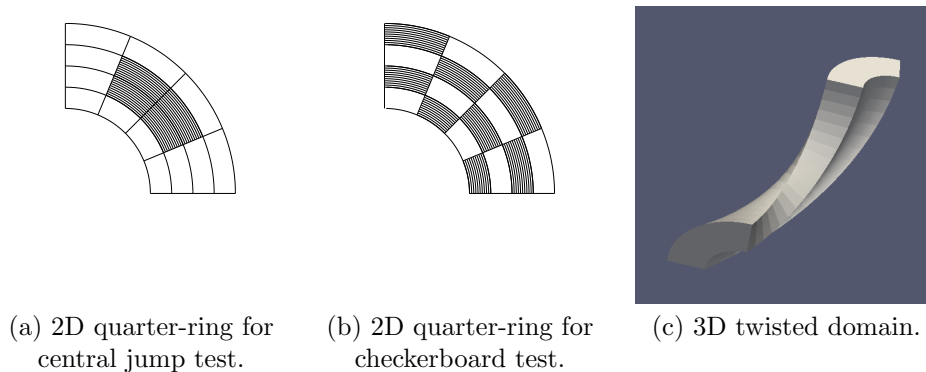 (a) 2D quarter-ring for
central jump test.
(b) 2D quarter-ring for
checkerboard test.
(c) 3D twisted domain.